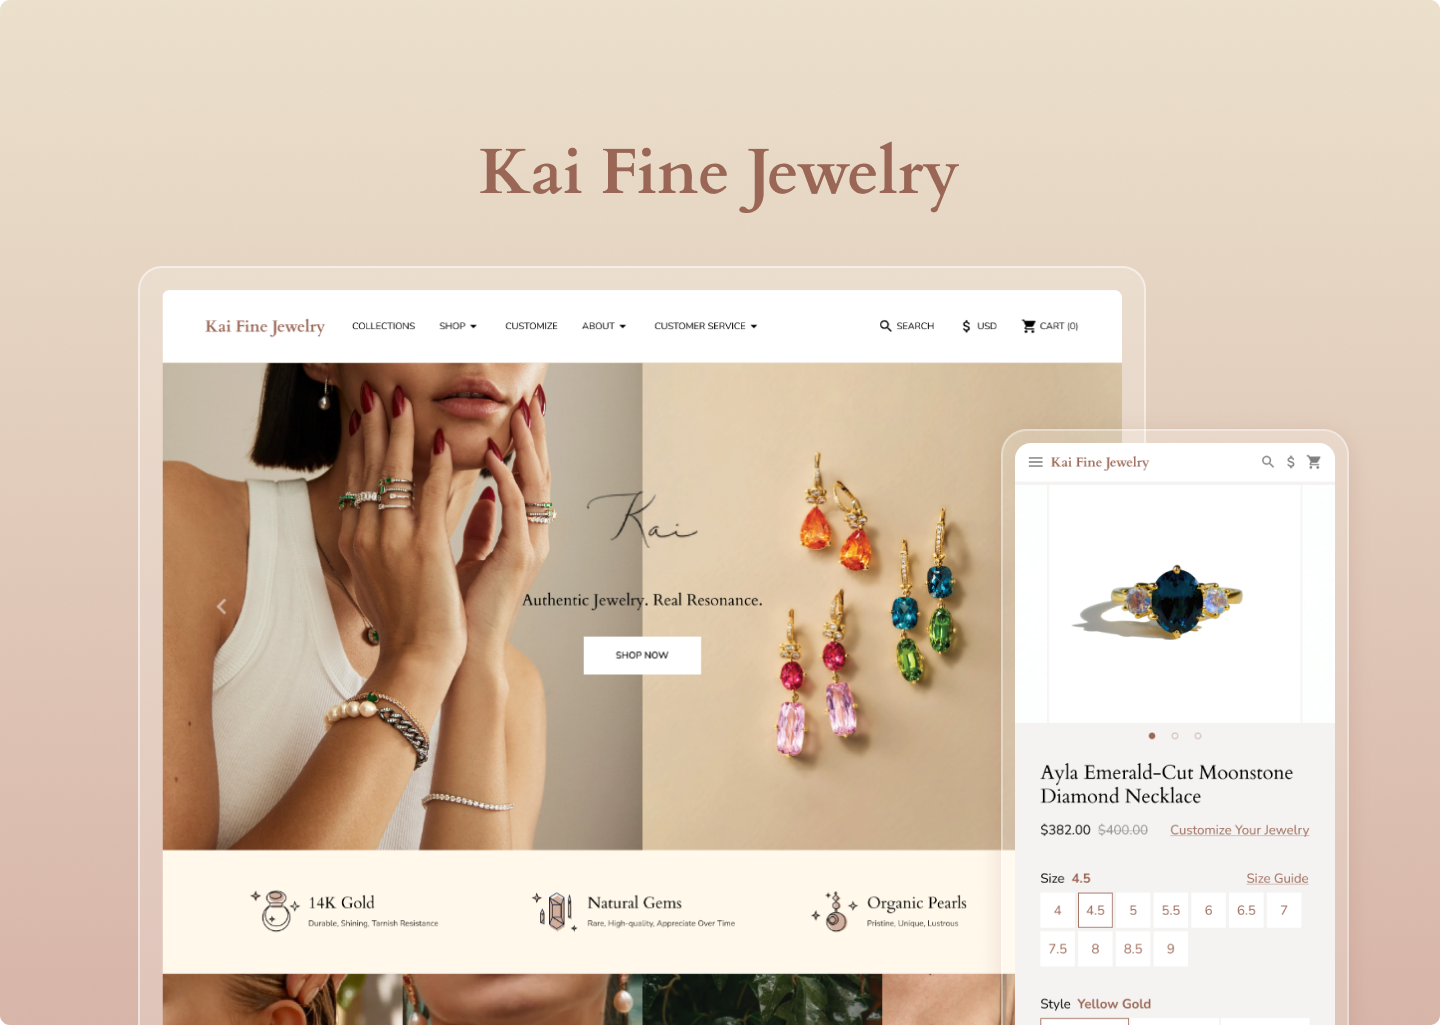 Kai Fine Jewelry
Kai Fine Jewelry COLLECTIONS SHOP CUSTOMIZE ABOUT CUSTOMER SERVICE SEARCH $ USD CART (0)
Kai
Authentic Jewelry. Real Resonance.
SHOP NOW
14K Gold
Durable, Shining, Tarnish Resistance
Natural Gems
Rare, High-quality, Appreciate Over Time
Organic Pearls
Pristine, Unique, Lustrous
Kai Fine Jewelry $
Ayla Emerald-Cut Moonstone
Diamond Necklace
$382.00 $400.00 Customize Your Jewelry
Size 4.5 Size Guide
4 4.5 5 5.5 6 6.5 7
7.5 8 8.5 9
Style Yellow Gold